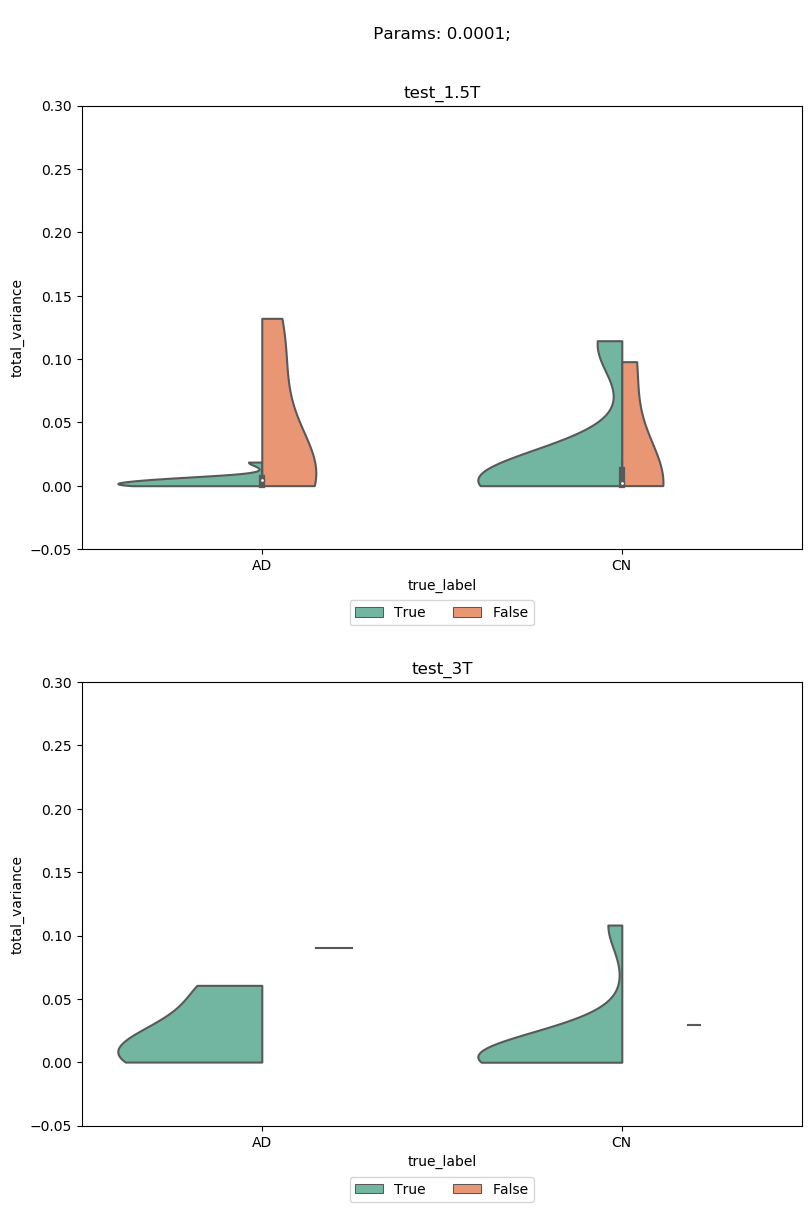 Params: 0.0001;
test_1.5T
0.30
0.25
0.20
0.15
0.10
0.05
0.00
−0.05
total_variance
AD CN
true_label
True False
test_3T
0.30
0.25
0.20
0.15
0.10
0.05
0.00
−0.05
total_variance
AD CN
true_label
True False